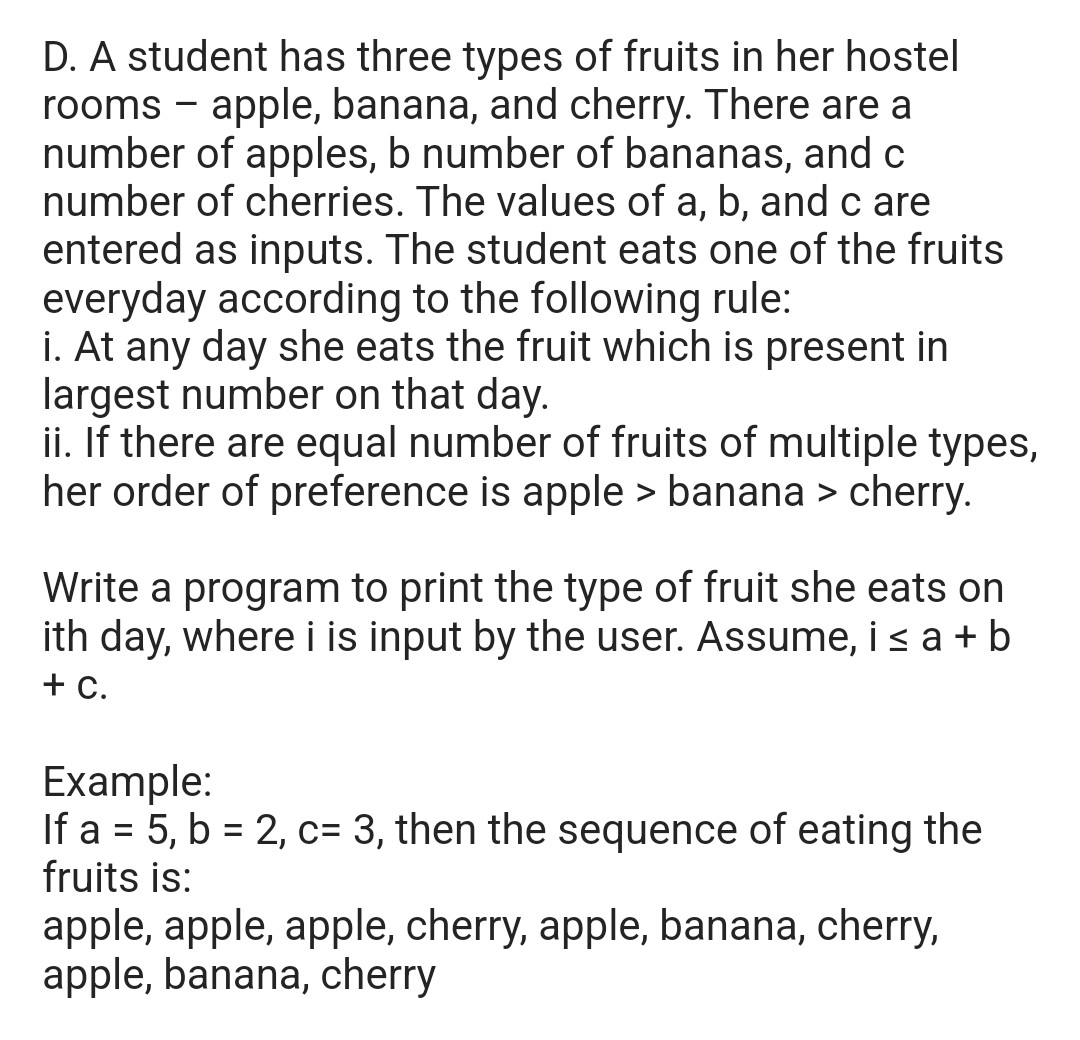 D. A student has three types of fruits in her hostel
rooms – apple, banana, and cherry. There are a
number of apples, b number of bananas, and c
number of cherries. The values of a, b, and c are
entered as inputs. The student eats one of the fruits
everyday according to the following rule:
i. At any day she eats the fruit which is present in
largest number on that day.
ii. If there are equal number of fruits of multiple types,
her order of preference is apple > banana > cherry.
Write a program to print the type of fruit she eats on
ith day, where i is input by the user. Assume, i ≤ a + b
+ c.
Example:
If a = 5, b = 2, c= 3, then the sequence of eating the
fruits is:
apple, apple, apple, cherry, apple, banana, cherry,
apple, banana, cherry